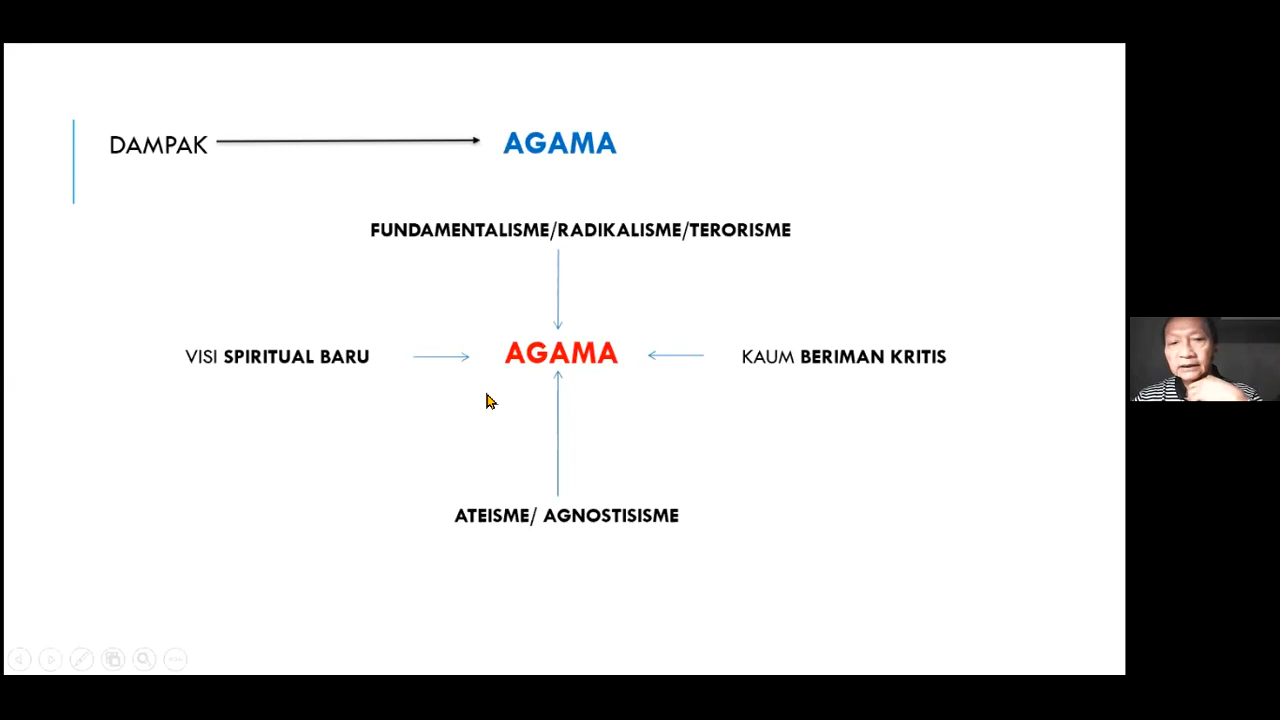 DAMPAK AGAMA
FUNDAMENTALISME/RADIKALISME/TERORISME
VISI SPIRITUAL BARU AGAMA KAUM BERIMAN KRITIS
ATEISME/ AGNOSTISISME